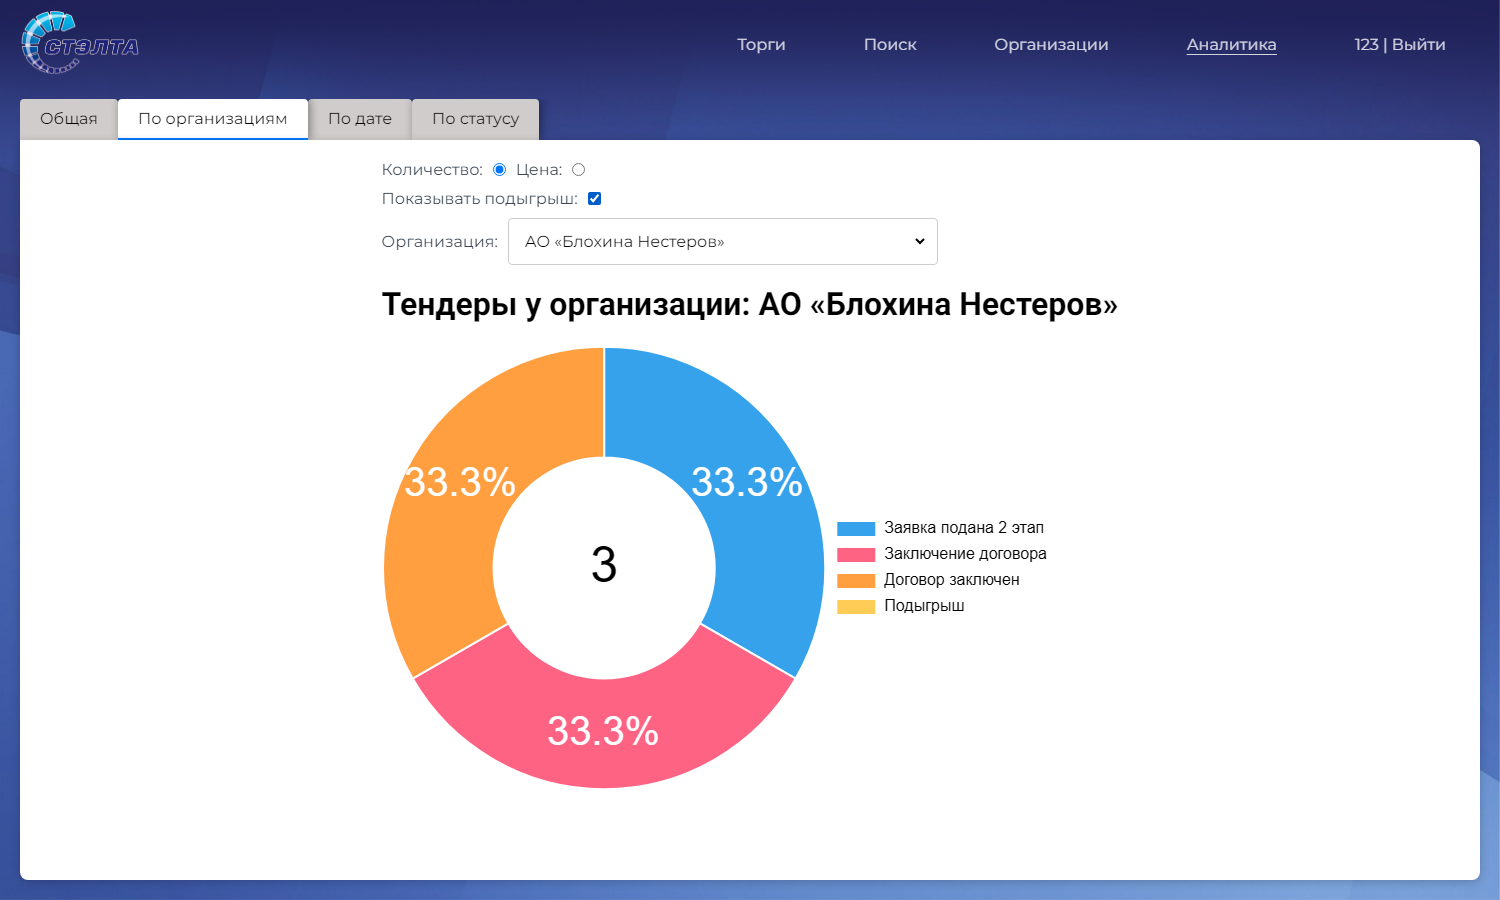 СТЭЛТА
Торги Поиск Организации Аналитика 123 | Выйти
Общая По организациям По дате По статусу
Количество: Цена:
Показывать подыгрыш:
Организация: АО «Блохина Нестеров»
Тендеры у организации: АО «Блохина Нестеров»
33.3% 33.3%
3
33.3%
Заявка подана 2 этап
Заключение договора
Договор заключен
Подыгрыш